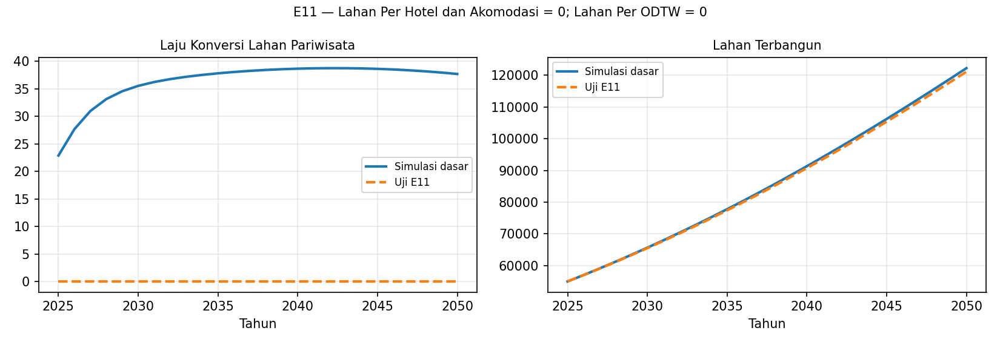 E11 — Lahan Per Hotel dan Akomodasi = 0; Lahan Per ODTW = 0
Laju Konversi Lahan Pariwisata
40
35
30
25
20
15
10
5
0
Simulasi dasar
Uji E11
2025 2030 2035 2040 2045 2050
Tahun
Lahan Terbangun
120000
110000
100000
90000
80000
70000
60000
Simulasi dasar
Uji E11
2025 2030 2035 2040 2045 2050
Tahun